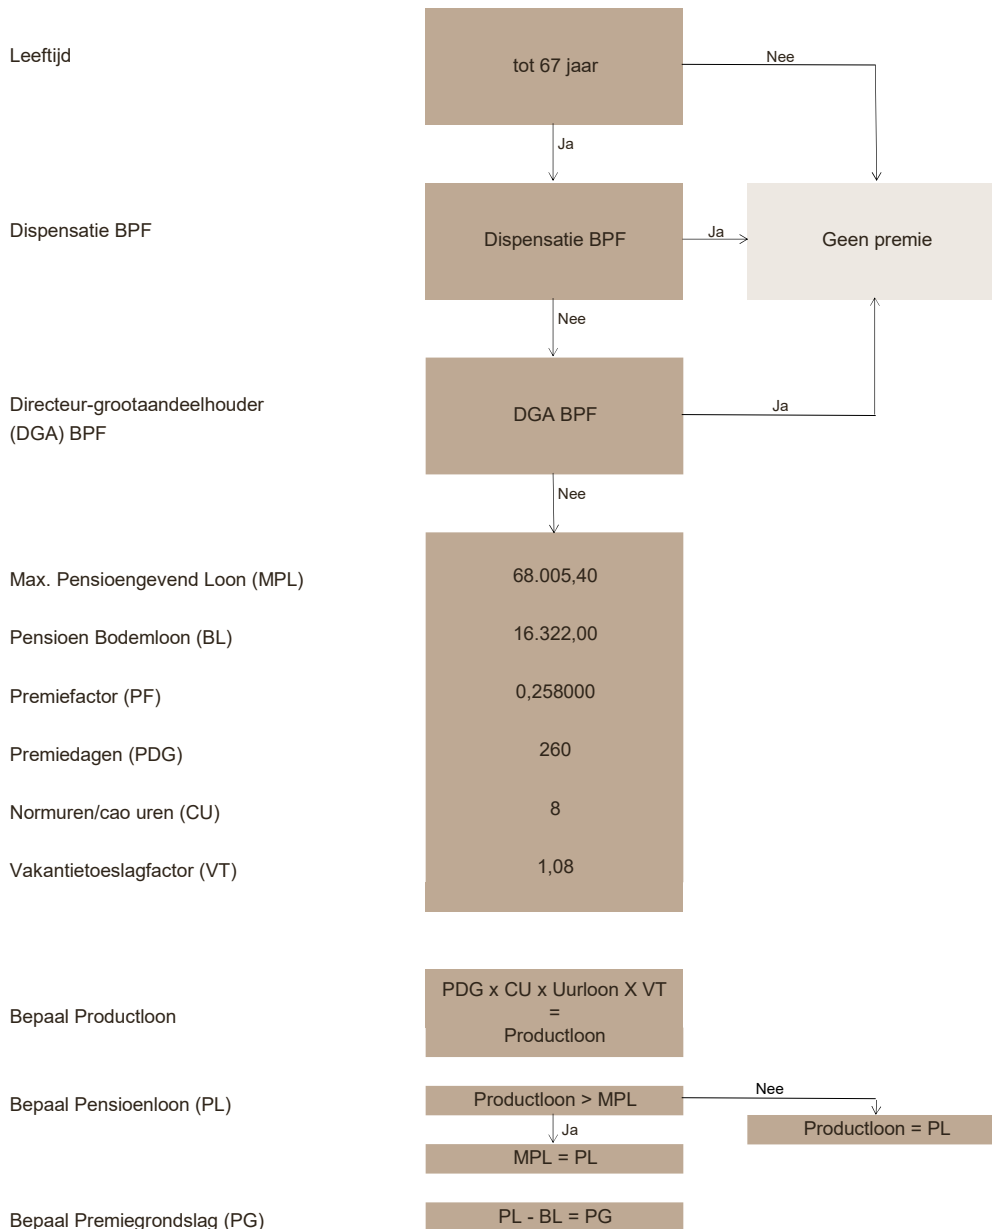 Leeftijd
tot 67 jaar
Nee
Ja
Dispensatie BPF
Dispensatie BPF
Ja
Geen premie
Nee
Directeur-grootaandeelhouder
(DGA) BPF
DGA BPF
Ja
Nee
Max. Pensioengevend Loon (MPL)
68.005,40
Pensioen Bodemloon (BL)
16.322,00
Premiefactor (PF)
0,258000
Premiedagen (PDG)
260
Normuren/cao uren (CU)
8
Vakantietoeslagfactor (VT)
1,08
Bepaal Productloon
PDG x CU x Uurloon X VT
=
Productloon
Bepaal Pensioenloon (PL)
Productloon > MPL
Nee
Productloon = PL
Ja
MPL = PL
Bepaal Premiegrondslag (PG)
PL - BL = PG